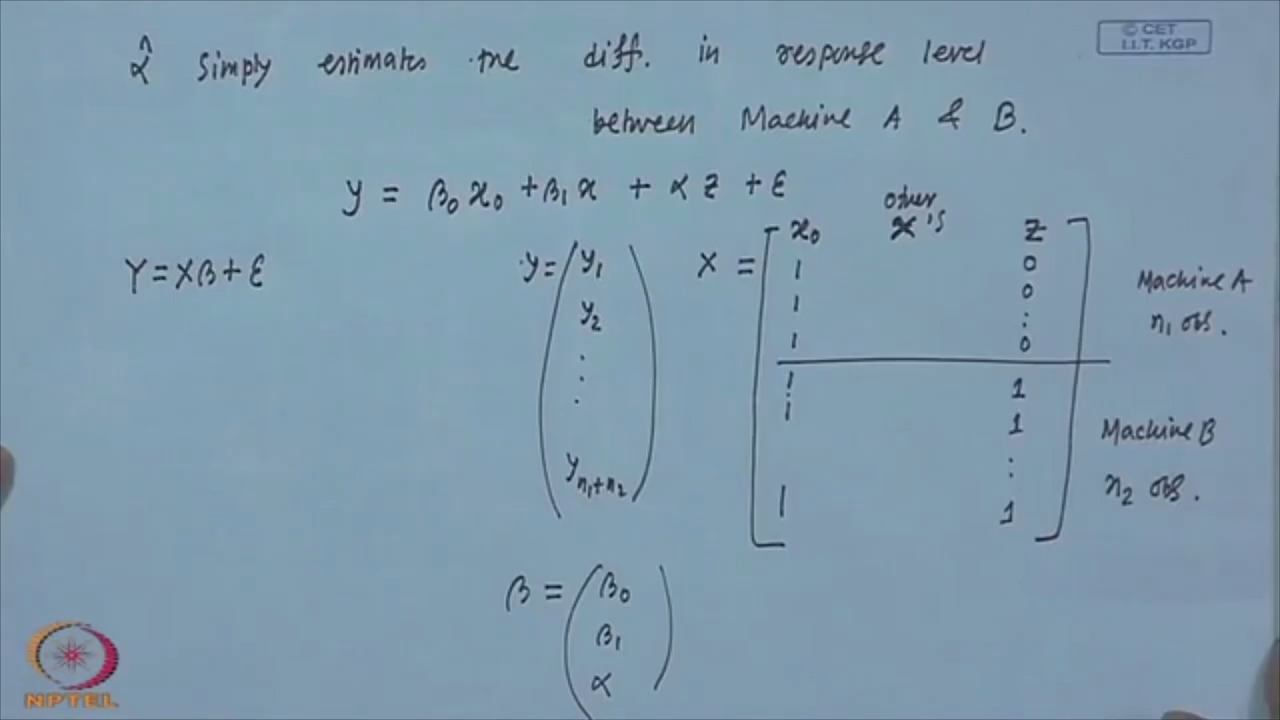 © CET
I.I.T. KGP
α̂ simply estimates the diff. in response level
between Machine A & B.
y = β₀ x₀ + β₁ x + α z + ε
Y = Xβ + ε
y = ( y₁
y₂
.
.
.
yₙ₁₊ₙ₂ )
X = [ x₀ other x's z
1 0
1 0
: 
1 0
1 1
: 
1 1
:
1 1 ]
Machine A
n₁ obs.
Machine B
n₂ obs.
β = ( β₀
β₁
α
NPTEL